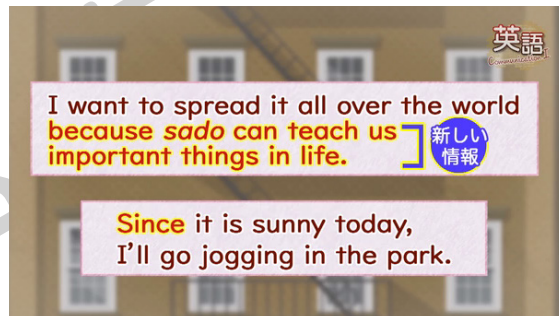 英語
Communication I
I want to spread it all over the world
because sado can teach us
important things in life.
新しい
情報
Since it is sunny today,
I'll go jogging in the park.